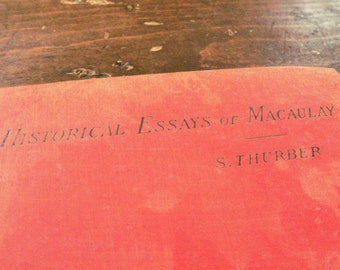 HISTORICAL ESSAYS OF MACAULAY
S. THURBER